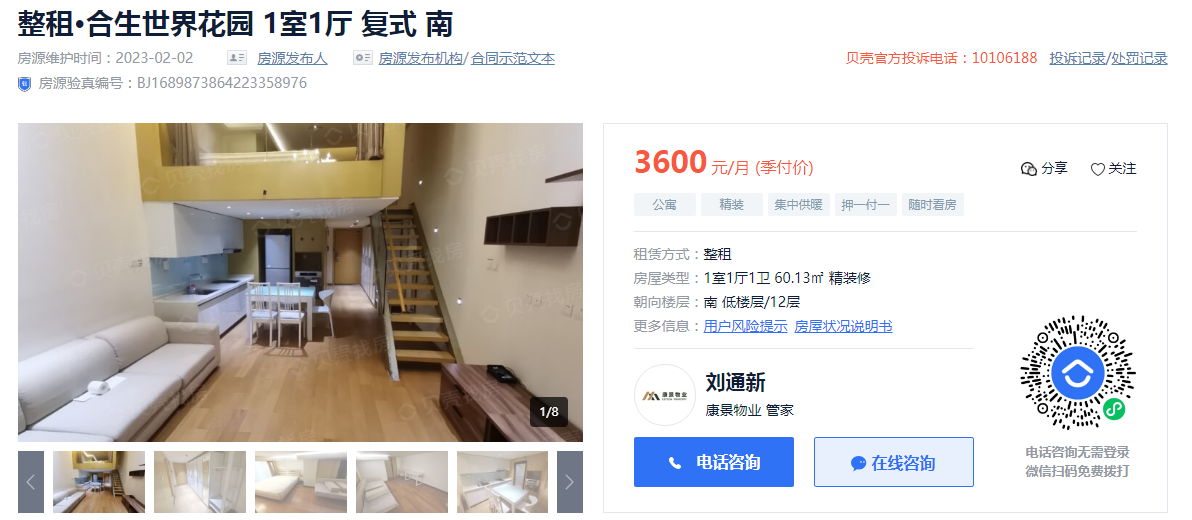 整租·合生世界花园 1室1厅 复式 南
房源维护时间：2023-02-02 房源发布人 房源发布机构/合同示范文本
贝壳官方投诉电话：10106188 投诉记录/处罚记录
房源验真编号：BJ1689873864223358976
贝壳找房
1/8
3600 元/月 (季付价)
分享 关注
公寓 精装 集中供暖 押一付一 随时看房
租赁方式：整租
房屋类型：1室1厅1卫 60.13㎡ 精装修
朝向楼层：南 低楼层/12层
更多信息：用户风险提示 房屋状况说明书
康景物业
刘通新
康景物业 管家
电话咨询 在线咨询
电话咨询无需登录
微信扫码免费拨打